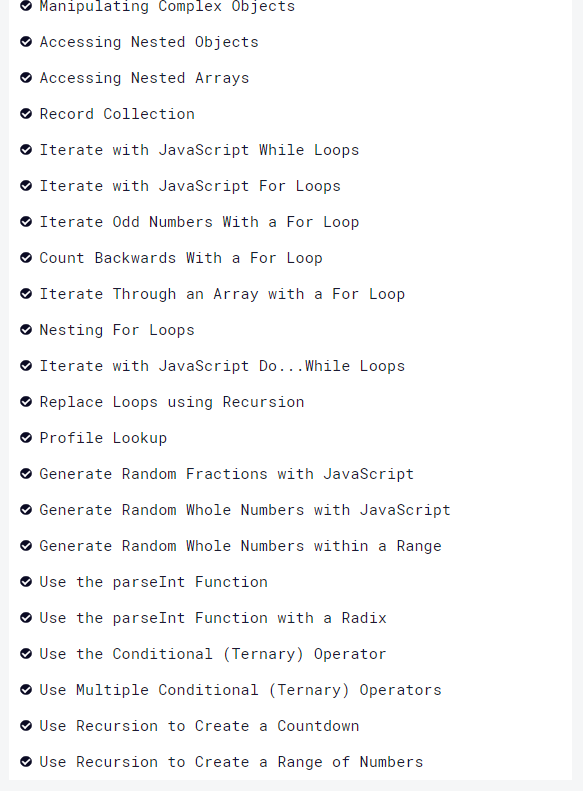 Manipulating Complex Objects
Accessing Nested Objects
Accessing Nested Arrays
Record Collection
Iterate with JavaScript While Loops
Iterate with JavaScript For Loops
Iterate Odd Numbers With a For Loop
Count Backwards With a For Loop
Iterate Through an Array with a For Loop
Nesting For Loops
Iterate with JavaScript Do...While Loops
Replace Loops using Recursion
Profile Lookup
Generate Random Fractions with JavaScript
Generate Random Whole Numbers with JavaScript
Generate Random Whole Numbers within a Range
Use the parseInt Function
Use the parseInt Function with a Radix
Use the Conditional (Ternary) Operator
Use Multiple Conditional (Ternary) Operators
Use Recursion to Create a Countdown
Use Recursion to Create a Range of Numbers